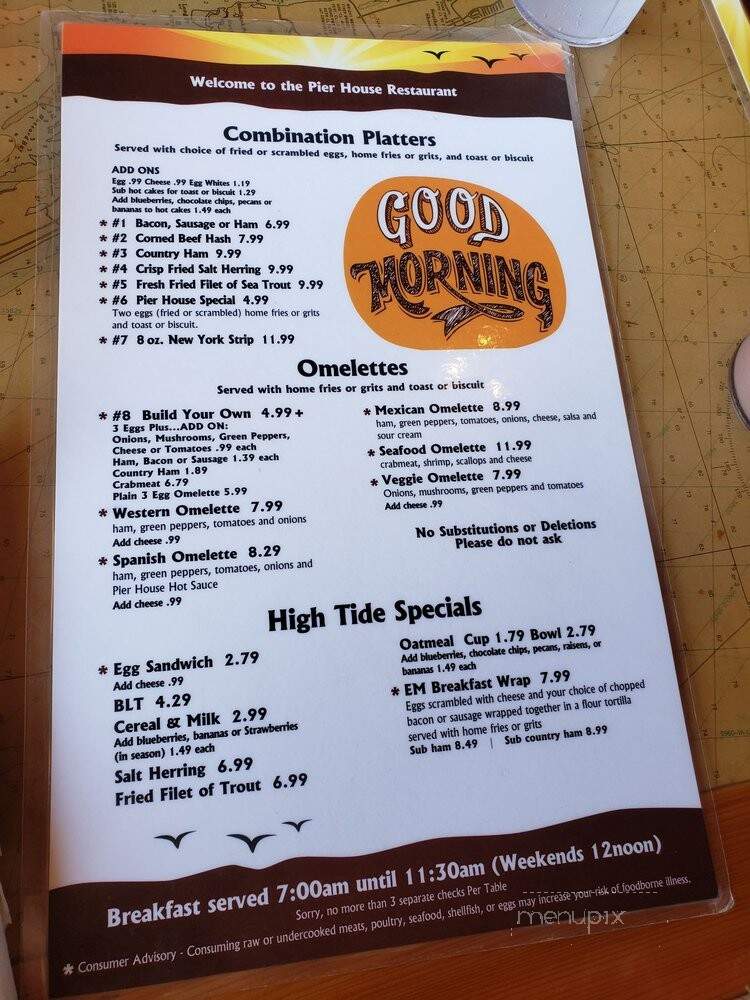 Welcome to the Pier House Restaurant
Combination Platters
Served with choice of fried or scrambled eggs, home fries or grits, and toast or biscuit
ADD ONS
Egg .99 Cheese .99 Egg Whites 1.19
Sub hot cakes for toast or biscuit 1.29
Add blueberries, chocolate chips, pecans or
bananas to hot cakes 1.49 each
* #1 Bacon, Sausage or Ham 6.99
* #2 Corned Beef Hash 7.99
* #3 Country Ham 9.99
* #4 Crisp Fried Salt Herring 9.99
* #5 Fresh Fried Filet of Sea Trout 9.99
* #6 Pier House Special 4.99
Two eggs (fried or scrambled) home fries or grits
and toast or biscuit.
* #7 8 oz. New York Strip 11.99
GOOD
MORNING
Omelettes
Served with home fries or grits and toast or biscuit
* #8 Build Your Own 4.99+
3 Eggs Plus...ADD ON:
Onions, Mushrooms, Green Peppers,
Cheese or Tomatoes .99 each
Ham, Bacon or Sausage 1.39 each
Country Ham 1.89
Crabmeat 6.79
Plain 3 Egg Omelette 5.99
* Western Omelette 7.99
ham, green peppers, tomatoes and onions
Add cheese .99
* Spanish Omelette 8.29
ham, green peppers, tomatoes, onions and
Pier House Hot Sauce
Add cheese .99
* Mexican Omelette 8.99
ham, green peppers, tomatoes, onions, cheese, salsa and
sour cream
* Seafood Omelette 11.99
crabmeat, shrimp, scallops and cheese
* Veggie Omelette 7.99
Onions, mushrooms, green peppers and tomatoes
Add cheese .99
No Substitutions or Deletions
Please do not ask
High Tide Specials
* Egg Sandwich 2.79
Add cheese .99
BLT 4.29
Cereal & Milk 2.99
Add blueberries, bananas or Strawberries
(in season) 1.49 each
Salt Herring 6.99
Fried Filet of Trout 6.99
Oatmeal Cup 1.79 Bowl 2.79
Add blueberries, chocolate chips, pecans, raisens, or
bananas 1.49 each
* EM Breakfast Wrap 7.99
Eggs scrambled with cheese and your choice of chopped
bacon or sausage wrapped together in a flour tortilla
served with home fries or grits
Sub ham 8.49 | Sub country ham 8.99
Breakfast served 7:00am until 11:30am (Weekends 12noon)
Sorry, no more than 3 separate checks Per Table
* Consumer Advisory - Consuming raw or undercooked meats, poultry, seafood, shellfish, or eggs may increase your risk of foodborne illness.
menupix